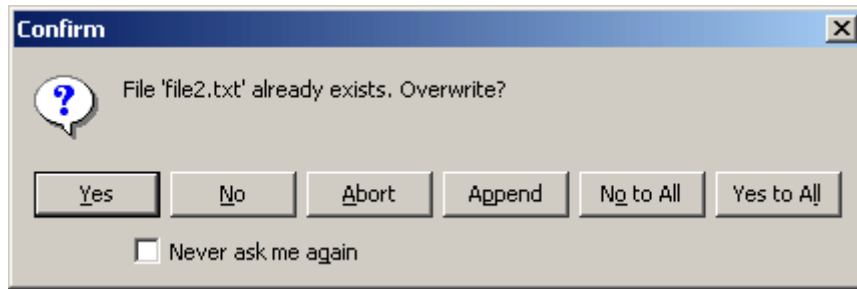 Confirm
File 'file2.txt' already exists. Overwrite?
Yes No Abort Append No to All Yes to All
Never ask me again